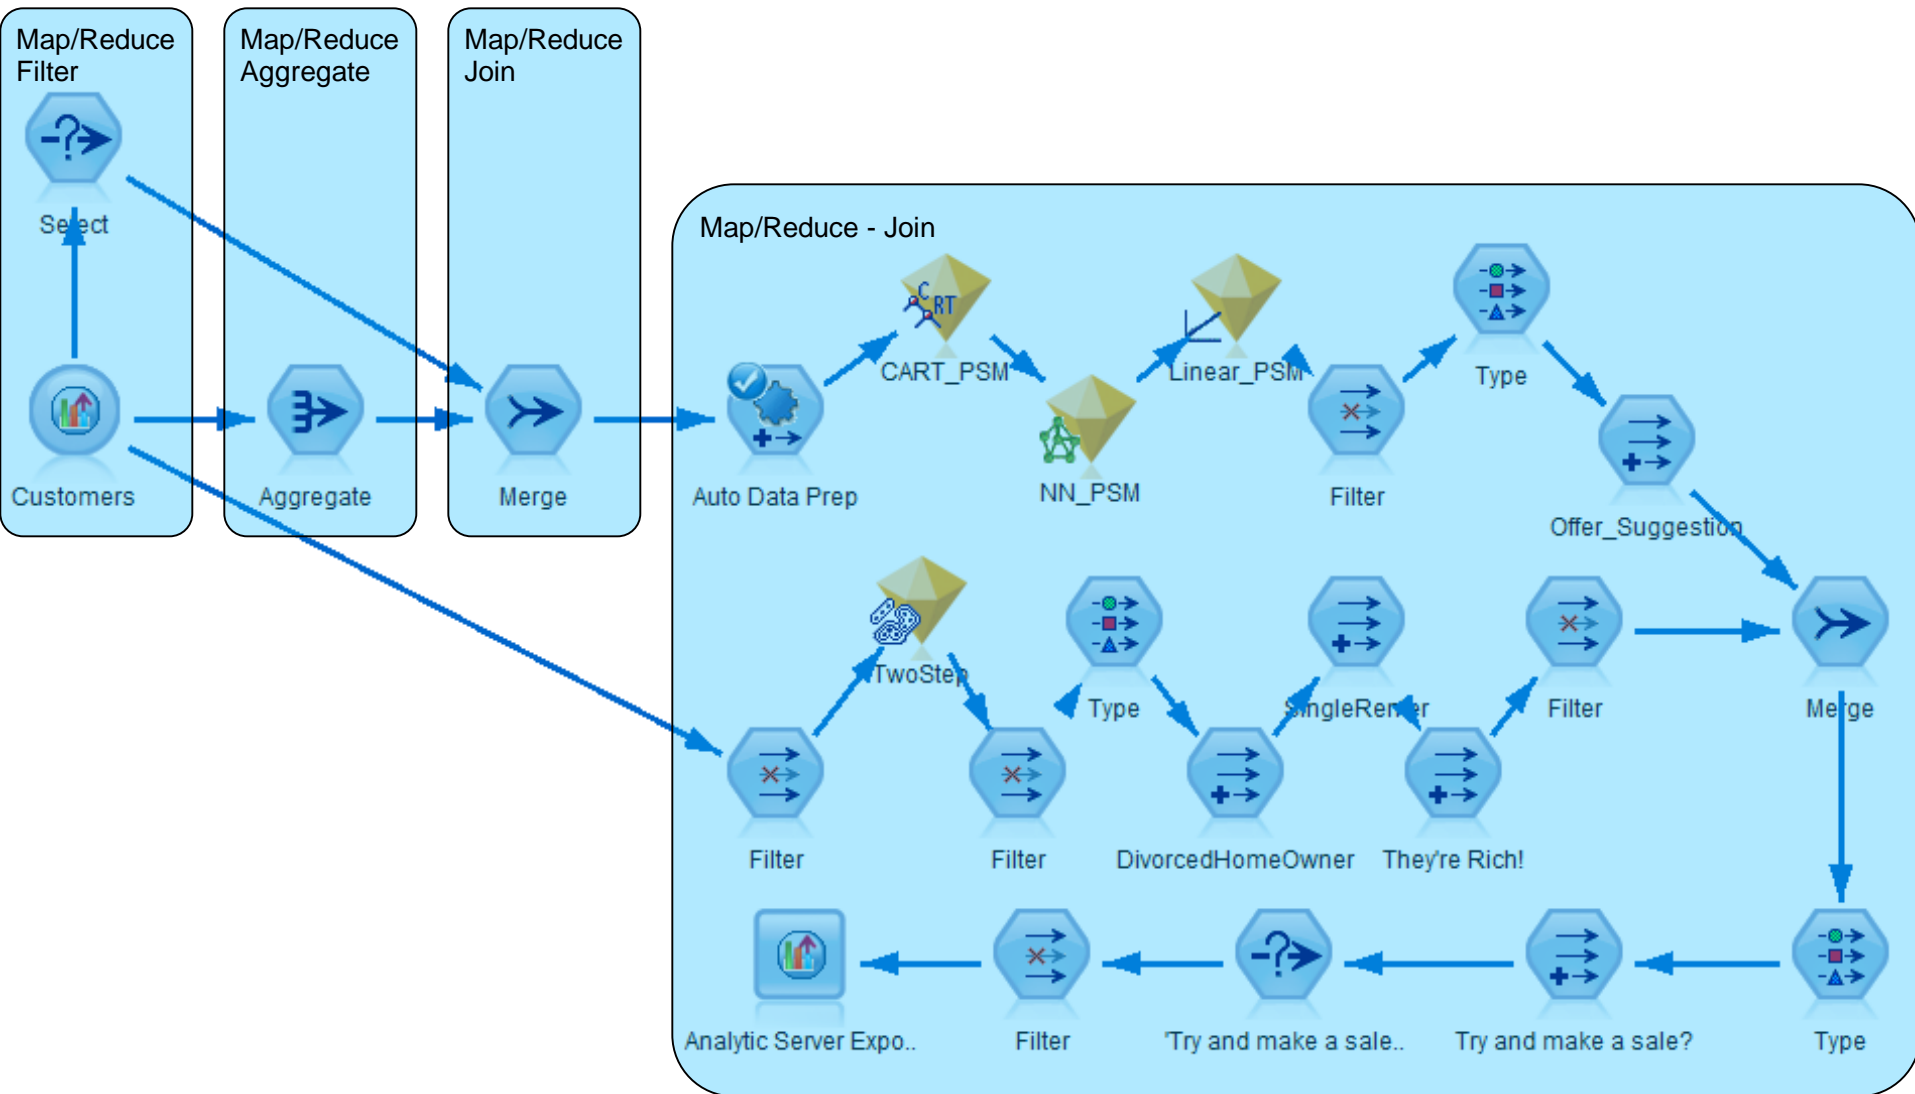 Map/Reduce
Filter
Map/Reduce
Aggregate
Map/Reduce
Join
Select
Customers
Aggregate
Merge
Map/Reduce - Join
C
RT
CART_PSM
Linear_PSM
Type
Auto Data Prep
NN_PSM
Filter
Offer_Suggestion
TwoStep
Type
SingleRenter
Filter
Merge
Filter
Filter
DivorcedHomeOwner
They're Rich!
Analytic Server Expo..
Filter
'Try and make a sale..
Try and make a sale?
Type